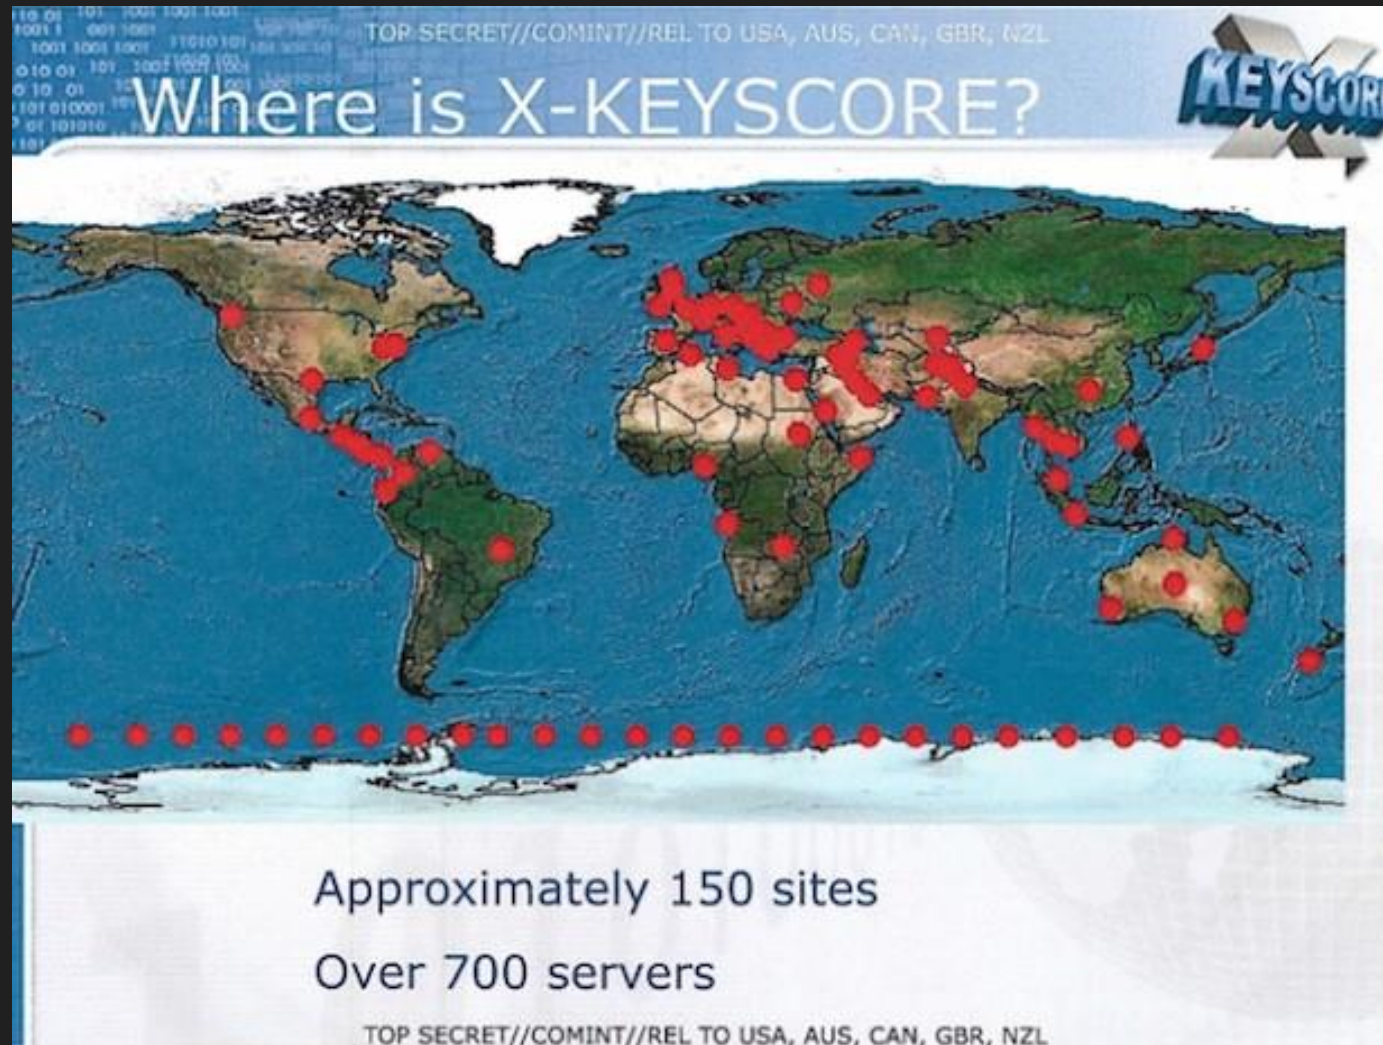 TOP SECRET//COMINT//REL TO USA, AUS, CAN, GBR, NZL
Where is X-KEYSCORE?
X
KEYSCORE
Approximately 150 sites
Over 700 servers
TOP SECRET//COMINT//REL TO USA, AUS, CAN, GBR, NZL